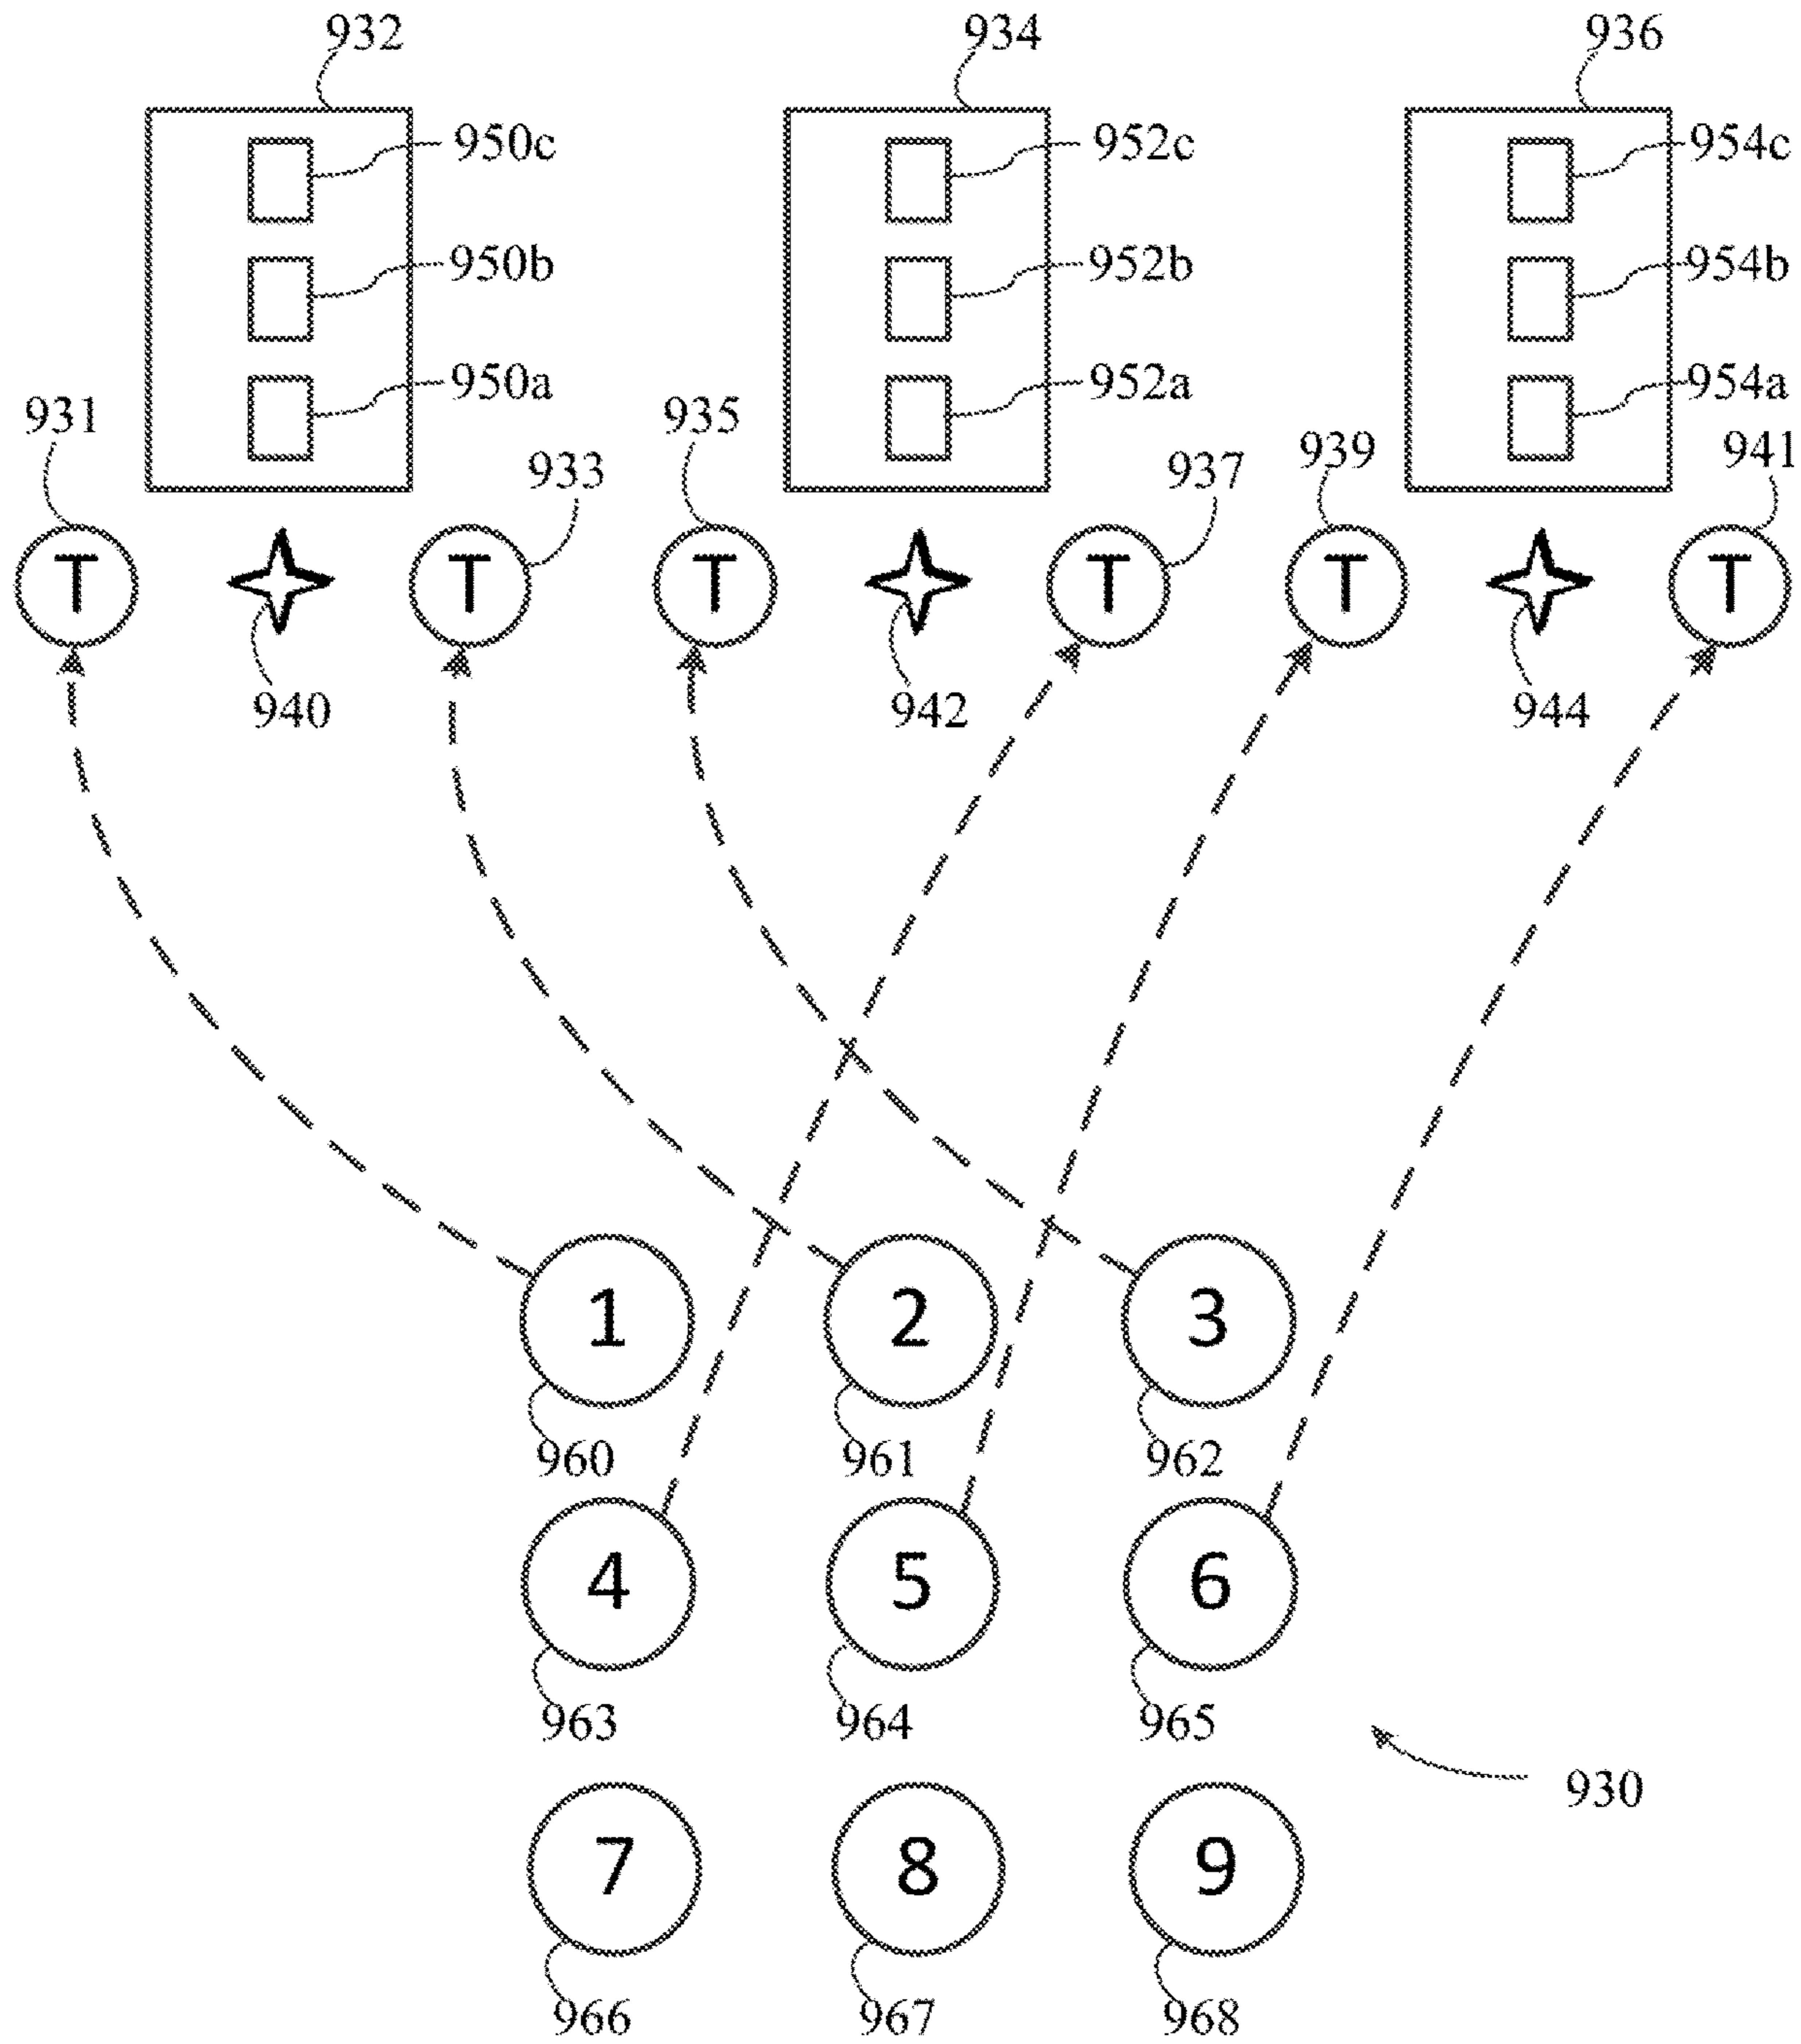 932 934 936
950c 952c 954c
950b 952b 954b
950a 952a 954a
931 933 935 937 939 941
T T T T T T
940 942 944
1 2 3
960 961 962
4 5 6
963 964 965
930
7 8 9
966 967 968